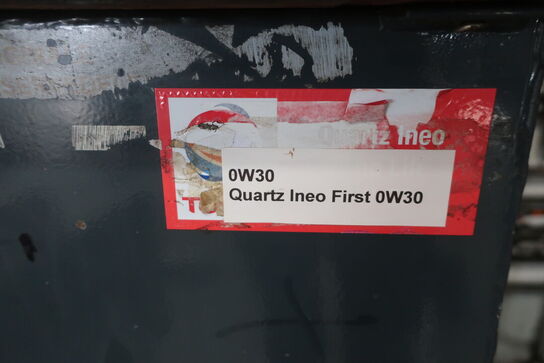 Quartz Ineo
0W30
Quartz Ineo First 0W30
T